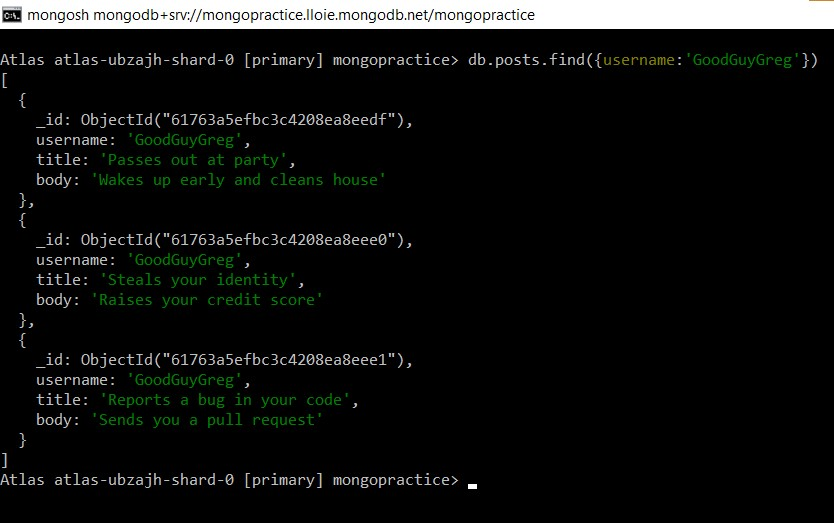 mongosh mongodb+srv://mongopractice.lloie.mongodb.net/mongopractice
Atlas atlas-ubzajh-shard-0 [primary] mongopractice> db.posts.find({username:'GoodGuyGreg'})
[
  {
    _id: ObjectId("61763a5efbc3c4208ea8eedf"),
    username: 'GoodGuyGreg',
    title: 'Passes out at party',
    body: 'Wakes up early and cleans house'
  },
  {
    _id: ObjectId("61763a5efbc3c4208ea8eee0"),
    username: 'GoodGuyGreg',
    title: 'Steals your identity',
    body: 'Raises your credit score'
  },
  {
    _id: ObjectId("61763a5efbc3c4208ea8eee1"),
    username: 'GoodGuyGreg',
    title: 'Reports a bug in your code',
    body: 'Sends you a pull request'
  }
]
Atlas atlas-ubzajh-shard-0 [primary] mongopractice>